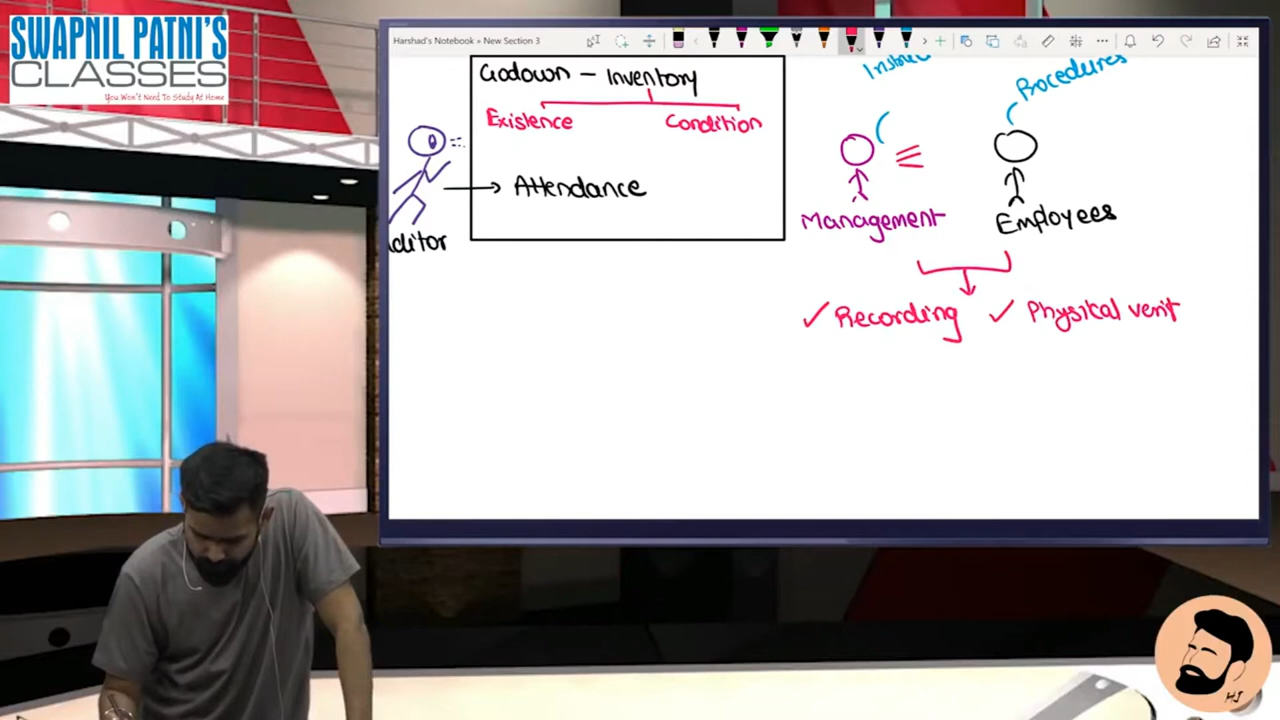 SWAPNIL PATNI'S
CLASSES
You Won't Need To Study At Home
Harshad's Notebook » New Section 3
Godown - Inventory
Existence
Condition
Attendance
Procedures
Management
Employees
✓ Recording ✓ Physical verif
HJ